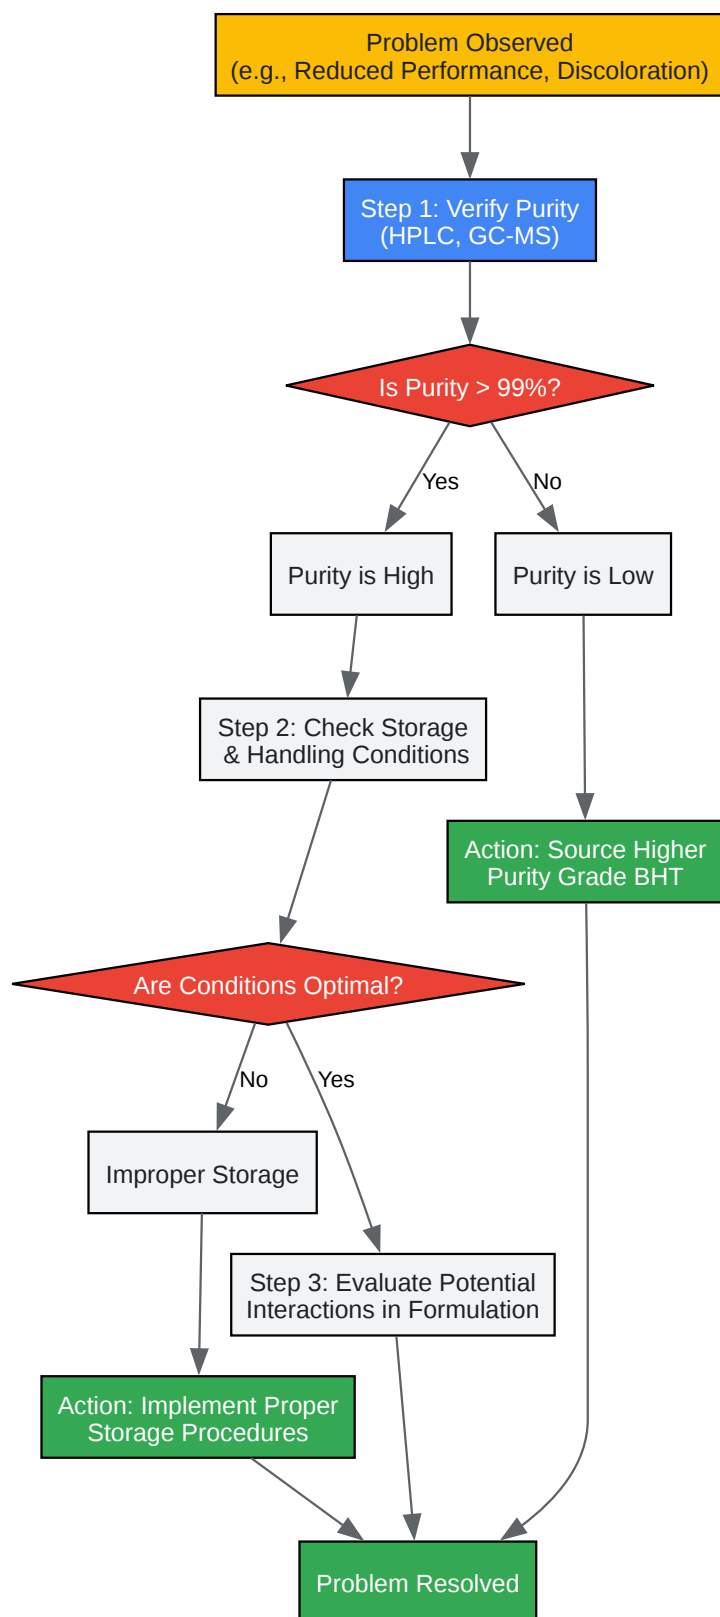 Problem Observed
(e.g., Reduced Performance, Discoloration)
Step 1: Verify Purity
(HPLC, GC-MS)
Is Purity > 99%?
Yes
No
Purity is High
Purity is Low
Step 2: Check Storage
& Handling Conditions
Action: Source Higher
Purity Grade BHT
Are Conditions Optimal?
No
Yes
Improper Storage
Step 3: Evaluate Potential
Interactions in Formulation
Action: Implement Proper
Storage Procedures
Problem Resolved